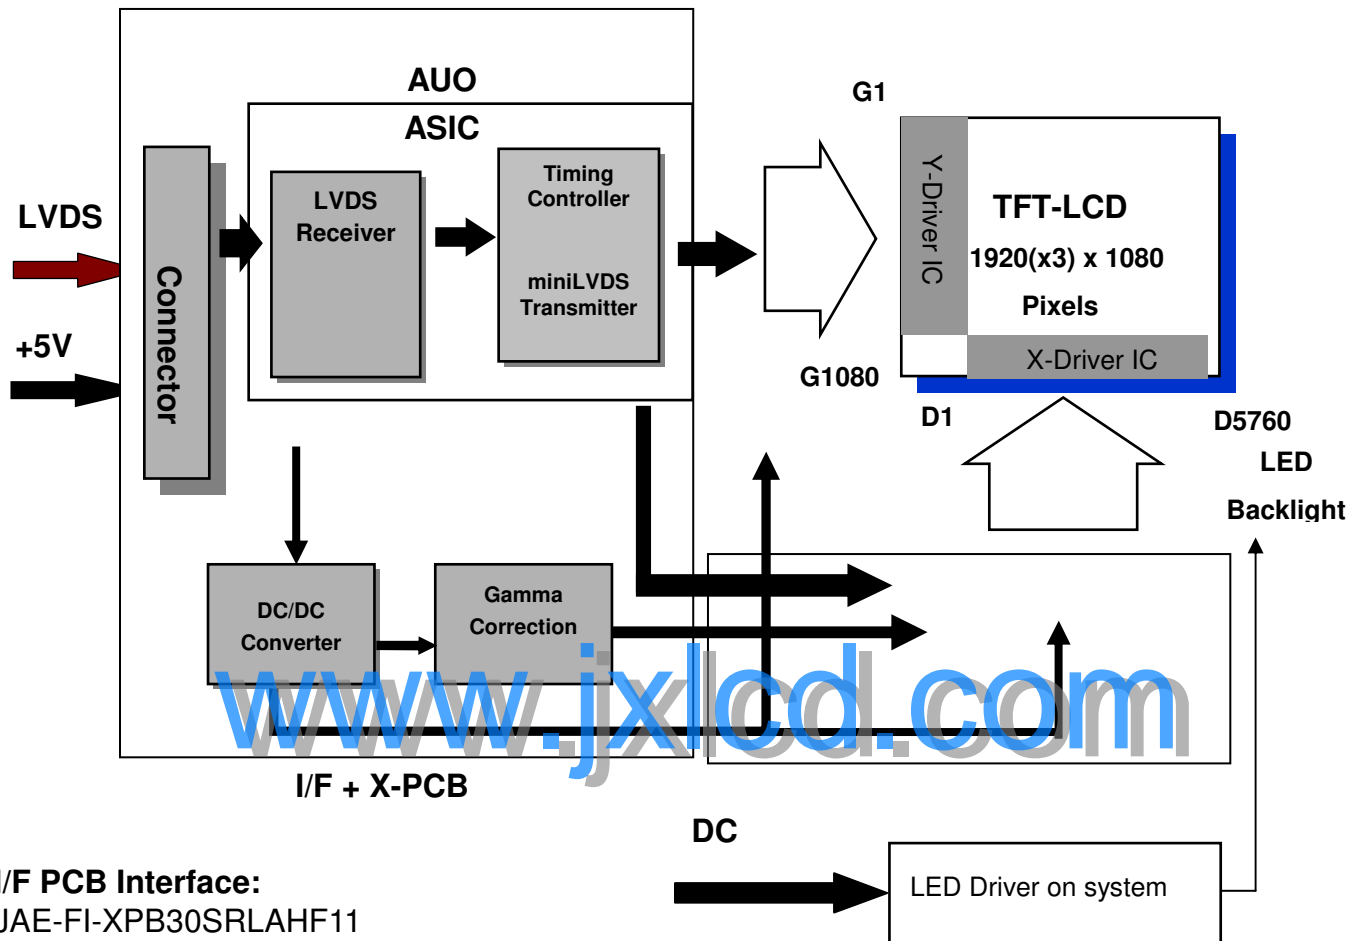 AUO
ASIC
LVDS
+5V
Connector
LVDS
Receiver
Timing
Controller
miniLVDS
Transmitter
DC/DC
Converter
Gamma
Correction
I/F + X-PCB
G1
G1080
Y-Driver IC
TFT-LCD
1920(x3) x 1080
Pixels
X-Driver IC
D1
D5760
LED
Backlight
www.jxlcd.com
DC
LED Driver on system
I/F PCB Interface:
JAE-FI-XPB30SRLAHF11